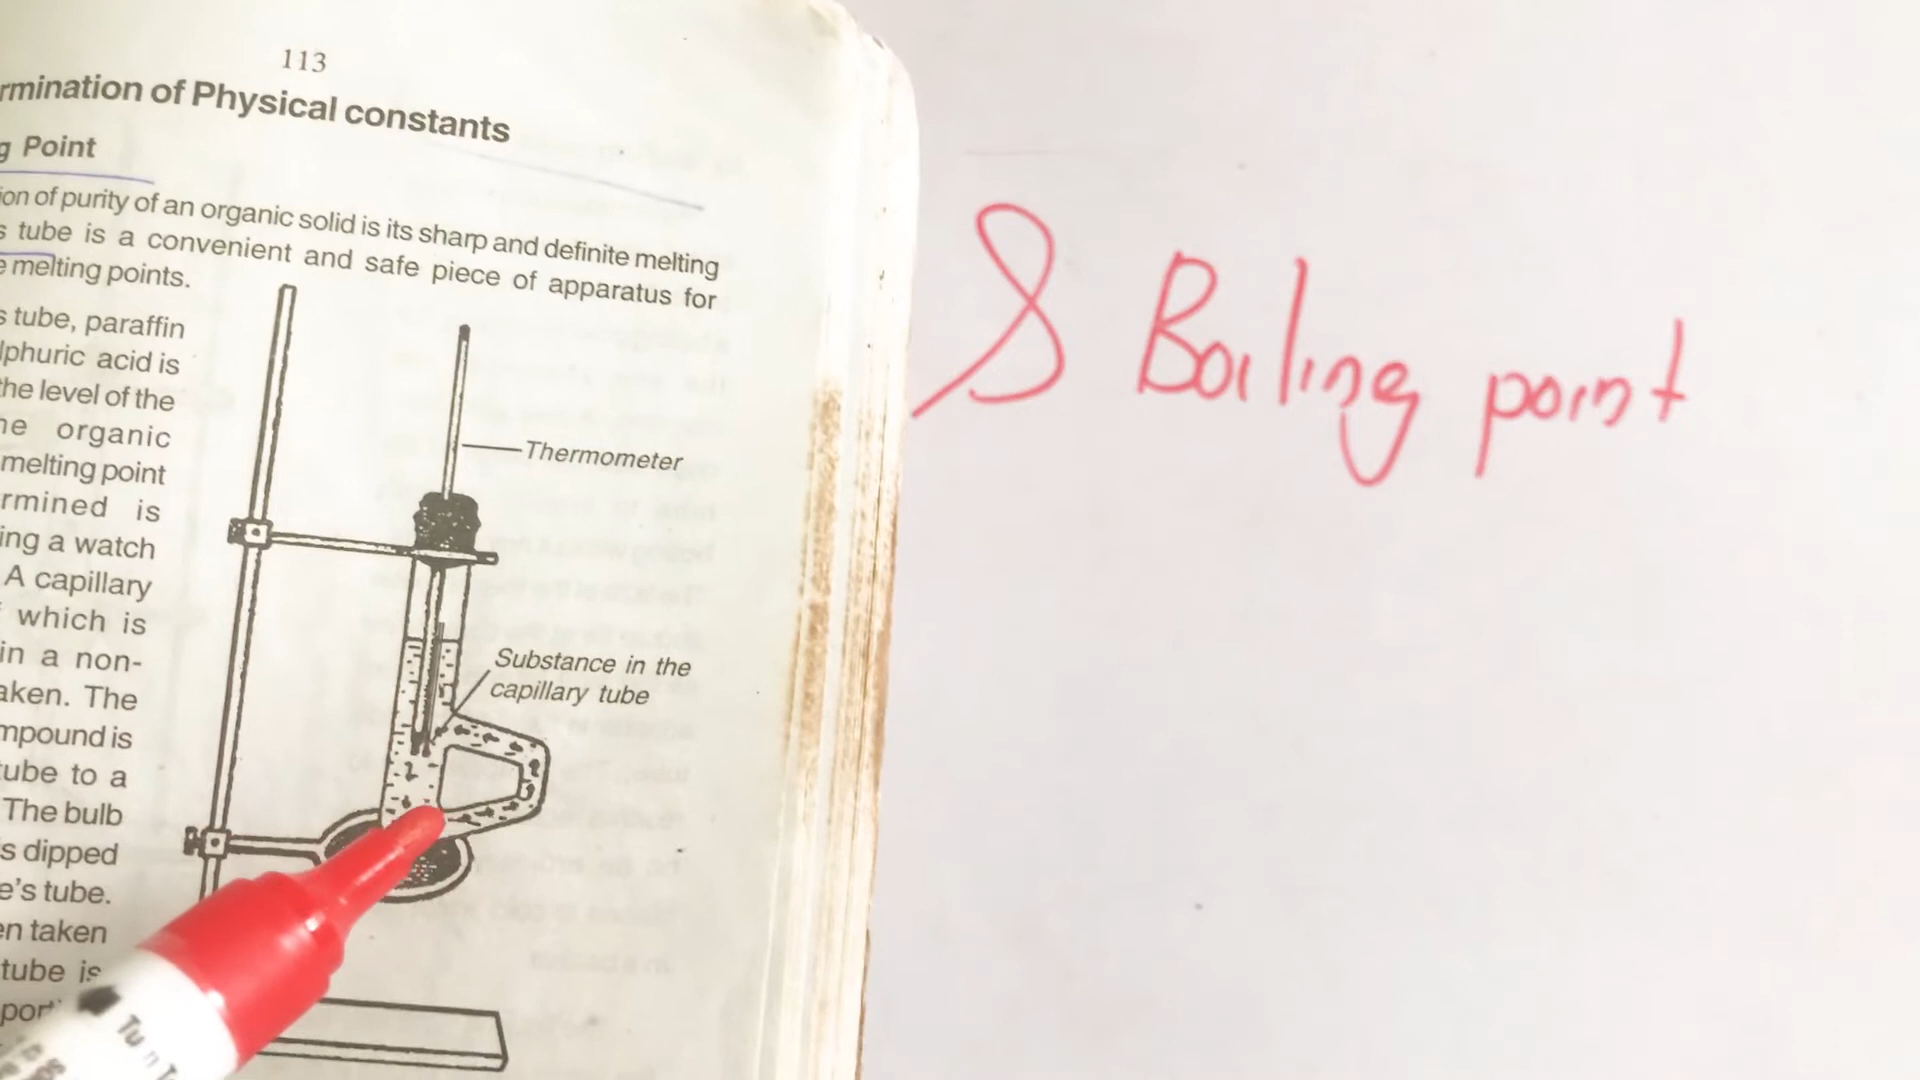 113
rmination of Physical constants
g Point
ion of purity of an organic solid is its sharp and definite melting
s tube is a convenient and safe piece of apparatus for
e melting points.
s tube, paraffin
lphuric acid is
the level of the
ne organic
melting point
rmined is
ing a watch
A capillary
which is
in a non-
aken. The
mpound is
tube to a
The bulb
s dipped
e's tube.
en taken
tube is
port
Thermometer
Substance in the
capillary tube
& Boiling point